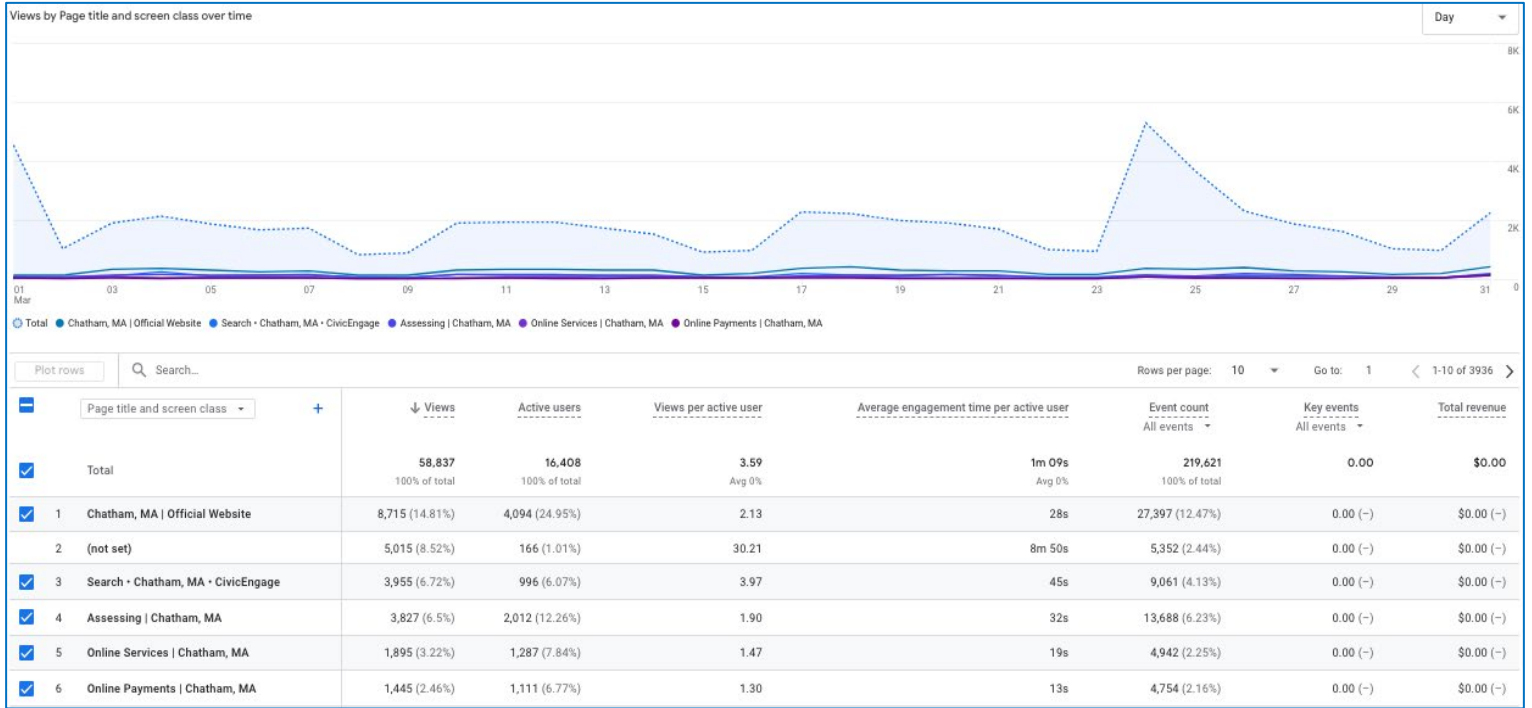 Views by Page title and screen class over time
Day
8K
6K
4K
2K
0
01 03 05 07 09 11 13 15 17 19 21 23 25 27 29 31
Mar
Total Chatham, MA | Official Website Search • Chatham, MA • CivicEngage Assessing | Chatham, MA Online Services | Chatham, MA Online Payments | Chatham, MA
Plot rows Search... Rows per page: 10 Go to: 1 < 1-10 of 3936 >
Page title and screen class + ↓ Views Active users Views per active user Average engagement time per active user Event count Key events Total revenue
All events All events
Total 58,837 16,408 3.59 1m 09s 219,621 0.00 $0.00
100% of total 100% of total Avg 0% Avg 0% 100% of total
1 Chatham, MA | Official Website 8,715 (14.81%) 4,094 (24.95%) 2.13 28s 27,397 (12.47%) 0.00 (–) $0.00 (–)
2 (not set) 5,015 (8.52%) 166 (1.01%) 30.21 8m 50s 5,352 (2.44%) 0.00 (–) $0.00 (–)
3 Search • Chatham, MA • CivicEngage 3,955 (6.72%) 996 (6.07%) 3.97 45s 9,061 (4.13%) 0.00 (–) $0.00 (–)
4 Assessing | Chatham, MA 3,827 (6.5%) 2,012 (12.26%) 1.90 32s 13,688 (6.23%) 0.00 (–) $0.00 (–)
5 Online Services | Chatham, MA 1,895 (3.22%) 1,287 (7.84%) 1.47 19s 4,942 (2.25%) 0.00 (–) $0.00 (–)
6 Online Payments | Chatham, MA 1,445 (2.46%) 1,111 (6.77%) 1.30 13s 4,754 (2.16%) 0.00 (–) $0.00 (–)